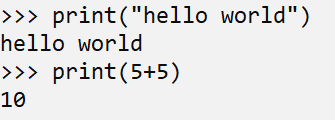 >>> print("hello world")
hello world
>>> print(5+5)
10